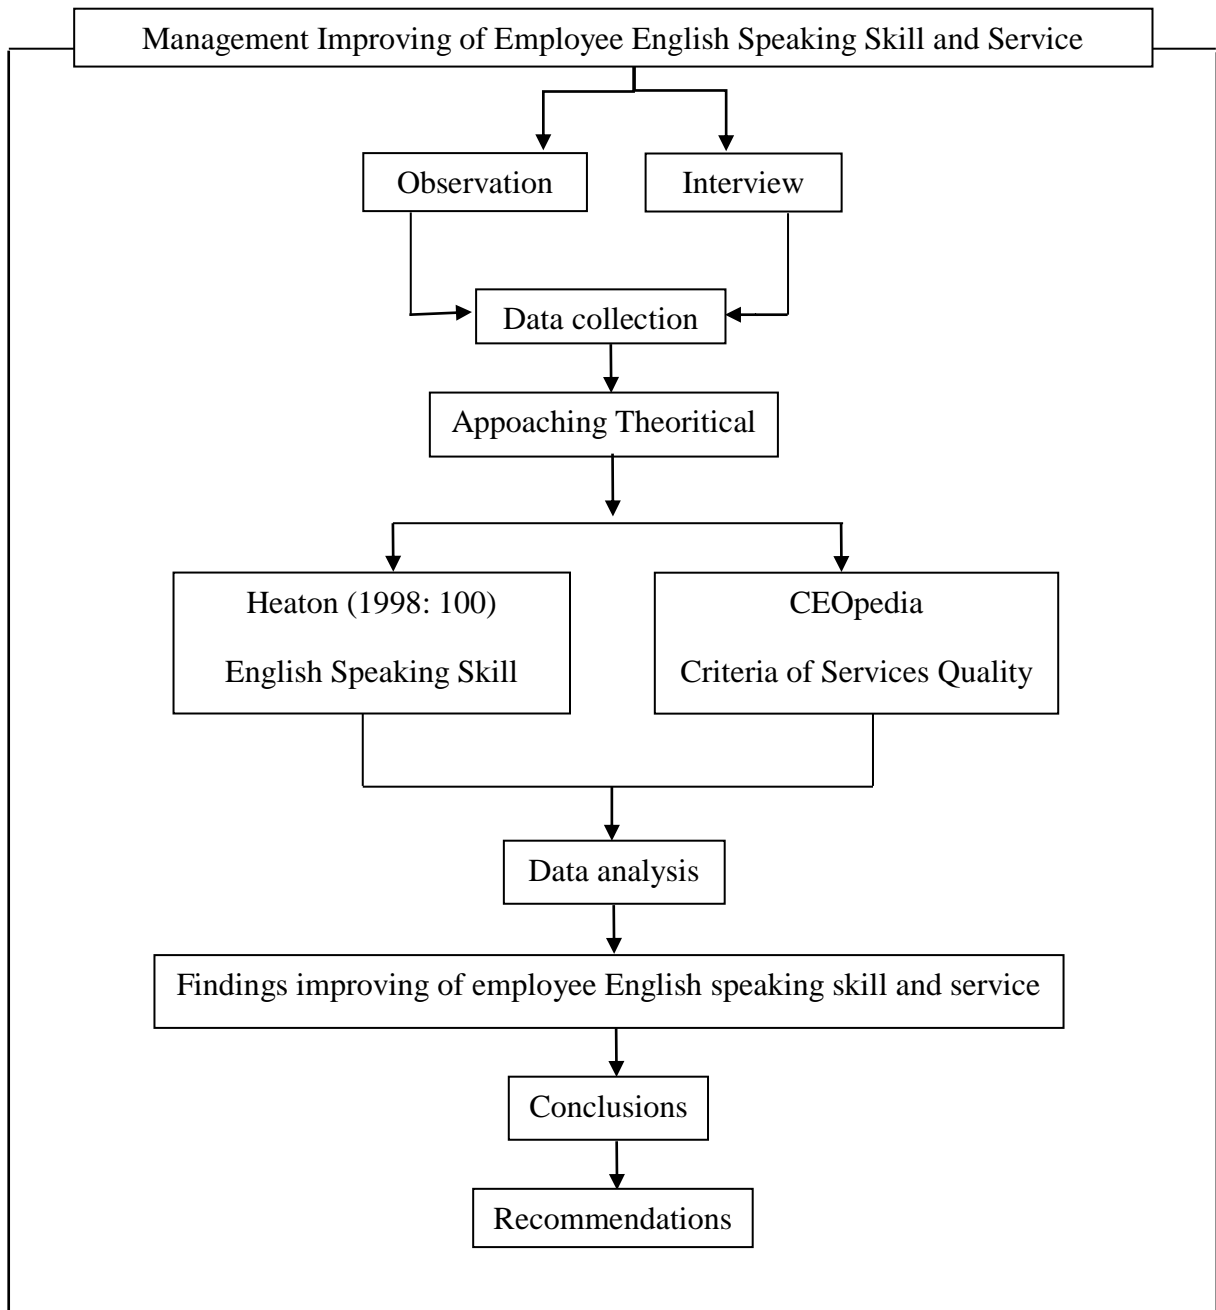 Management Improving of Employee English Speaking Skill and Service
Observation
Interview
Data collection
Appoaching Theoritical
Heaton (1998: 100)
English Speaking Skill
CEOpedia
Criteria of Services Quality
Data analysis
Findings improving of employee English speaking skill and service
Conclusions
Recommendations